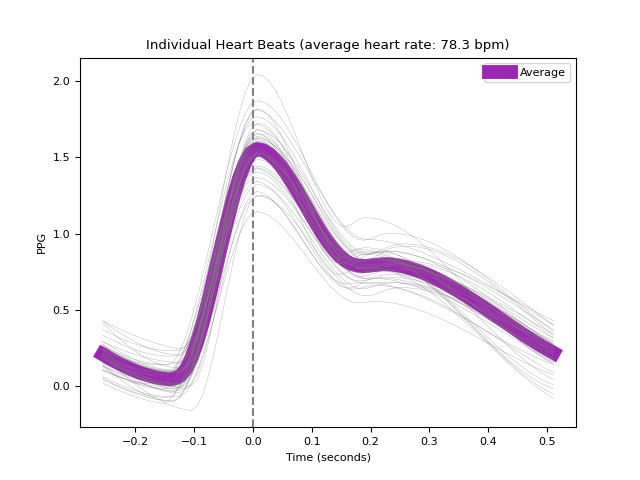 Individual Heart Beats (average heart rate: 78.3 bpm)
Average
2.0
1.5
1.0
0.5
0.0
PPG
−0.2 −0.1 0.0 0.1 0.2 0.3 0.4 0.5
Time (seconds)